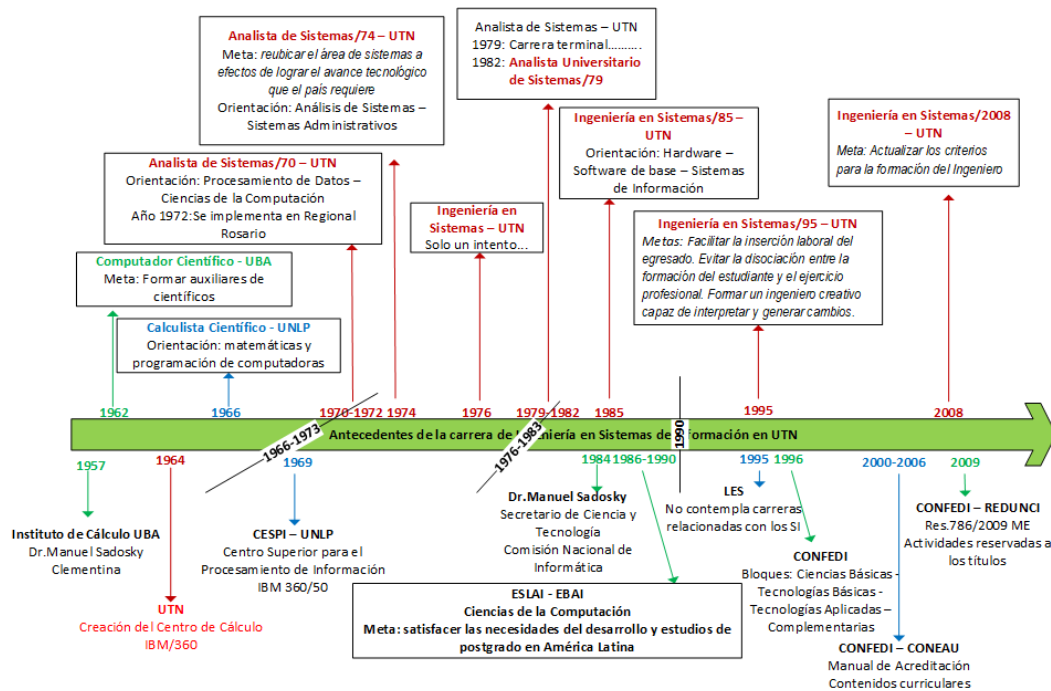 Analista de Sistemas/74 – UTN
Meta: reubicar el área de sistemas a
efectos de lograr el avance tecnológico
que el país requiere
Orientación: Análisis de Sistemas –
Sistemas Administrativos
Analista de Sistemas – UTN
1979: Carrera terminal..........
1982: Analista Universitario
de Sistemas/79
Analista de Sistemas/70 – UTN
Orientación: Procesamiento de Datos –
Ciencias de la Computación
Año 1972:Se implementa en Regional
Rosario
Ingeniería en
Sistemas – UTN
Solo un intento...
Ingeniería en Sistemas/85 –
UTN
Orientación: Hardware –
Software de base – Sistemas
de Información
Ingeniería en Sistemas/2008
– UTN
Meta: Actualizar los criterios
para la formación del Ingeniero
Ingeniería en Sistemas/95 – UTN
Metas: Facilitar la inserción laboral del
egresado. Evitar la disociación entre la
formación del estudiante y el ejercicio
profesional. Formar un ingeniero creativo
capaz de interpretar y generar cambios.
Computador Científico - UBA
Meta: Formar auxiliares de
científicos
Calculista Científico - UNLP
Orientación: matemáticas y
programación de computadoras
1962
1966
1970-1972
1974
1976
1979-1982
1985
1995
2008
1966-1973
1976-1983
1990
Antecedentes de la carrera de Ingeniería en Sistemas de Información en UTN
1957
1964
1969
1984
1986-1990
1995
1996
2000-2006
2009
Instituto de Cálculo UBA
Dr.Manuel Sadosky
Clementina
UTN
Creación del Centro de Cálculo
IBM/360
CESPI – UNLP
Centro Superior para el
Procesamiento de Información
IBM 360/50
Dr.Manuel Sadosky
Secretario de Ciencia y
Tecnología
Comisión Nacional de
Informática
ESLAI - EBAI
Ciencias de la Computación
Meta: satisfacer las necesidades del desarrollo y estudios de
postgrado en América Latina
LES
No contempla carreras
relacionadas con los SI
CONFEDI
Bloques: Ciencias Básicas -
Tecnologías Básicas -
Tecnologías Aplicadas –
Complementarias
CONFEDI – CONEAU
Manual de Acreditación
Contenidos curriculares
CONFEDI – REDUNCI
Res.786/2009 ME
Actividades reservadas a
los títulos